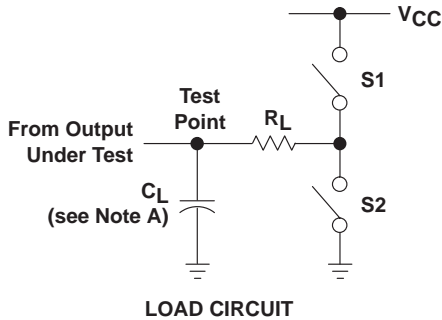 VCC
S1
Test
Point
RL
From Output
Under Test
CL
(see Note A)
S2
LOAD CIRCUIT